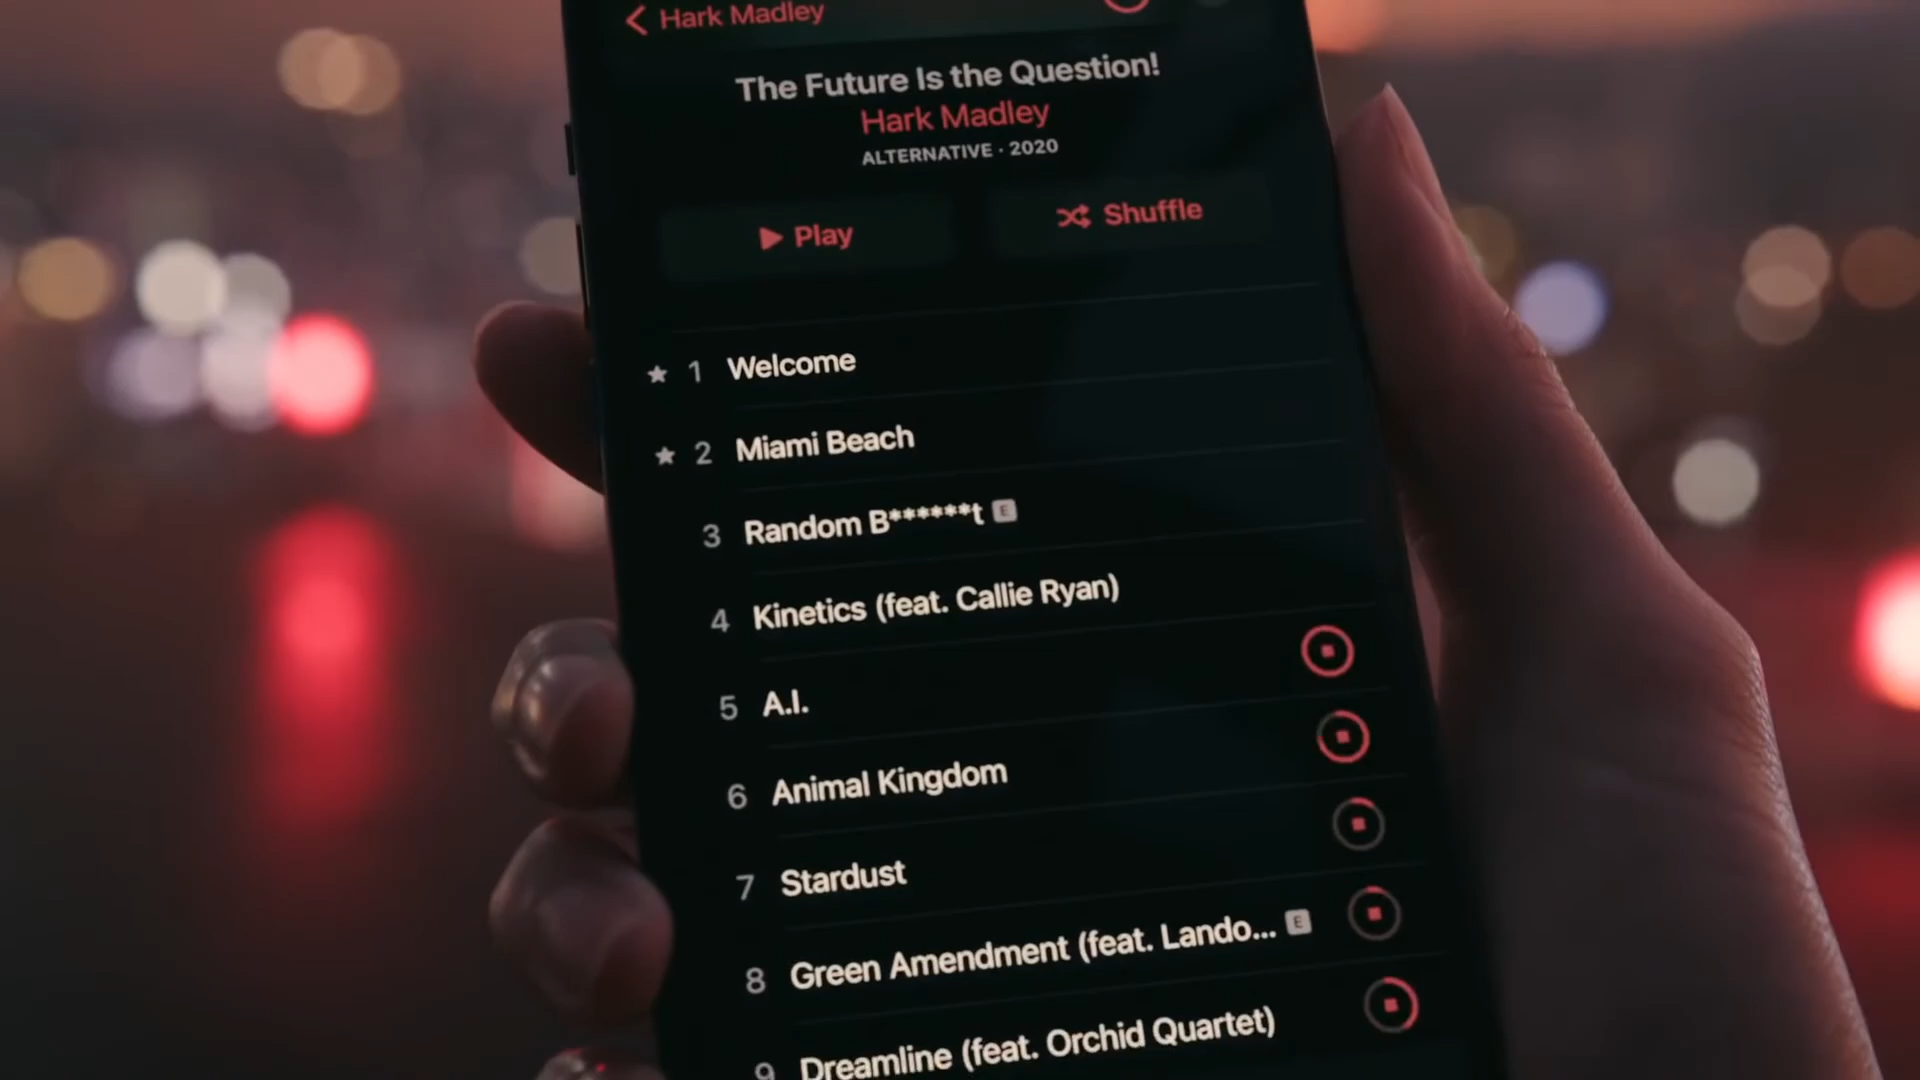 Hark Madley
The Future Is the Question!
Hark Madley
ALTERNATIVE · 2020
Play
Shuffle
★ 1 Welcome
★ 2 Miami Beach
3 Random B******t E
4 Kinetics (feat. Callie Ryan)
5 A.I.
6 Animal Kingdom
7 Stardust
8 Green Amendment (feat. Lando... E
9 Dreamline (feat. Orchid Quartet)